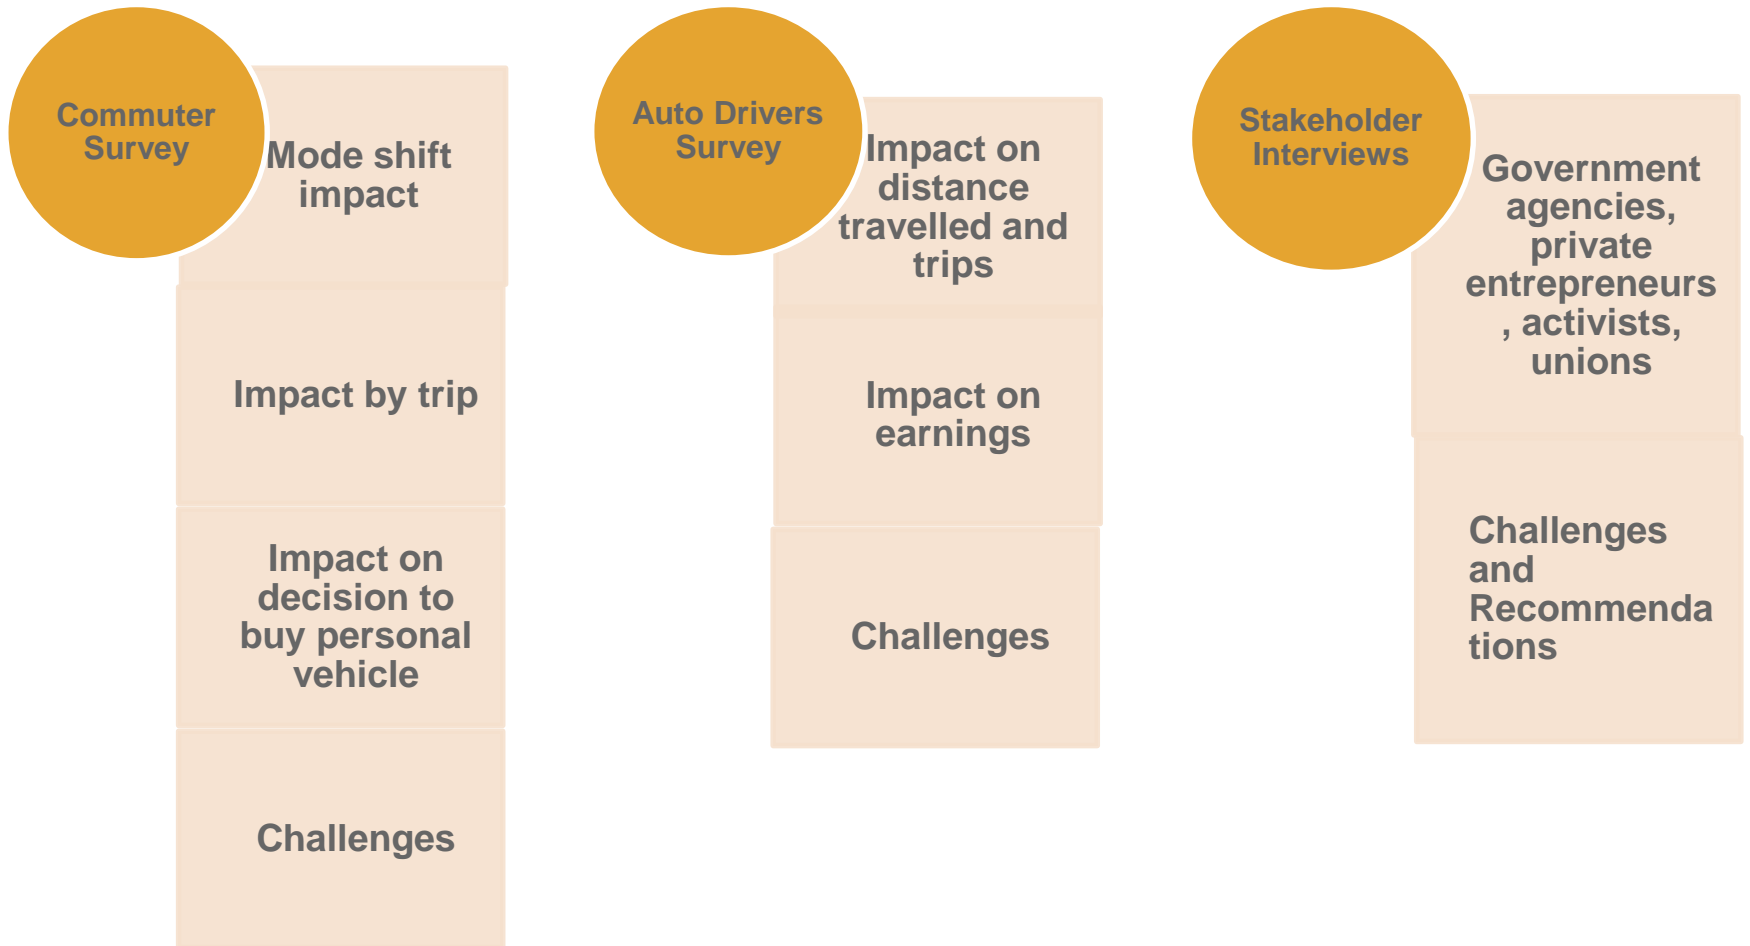 Commuter
Survey
Mode shift
impact
Impact by trip
Impact on
decision to
buy personal
vehicle
Challenges
Auto Drivers
Survey
Impact on
distance
travelled and
trips
Impact on
earnings
Challenges
Stakeholder
Interviews
Government
agencies,
private
entrepreneurs
, activists,
unions
Challenges
and
Recommenda
tions